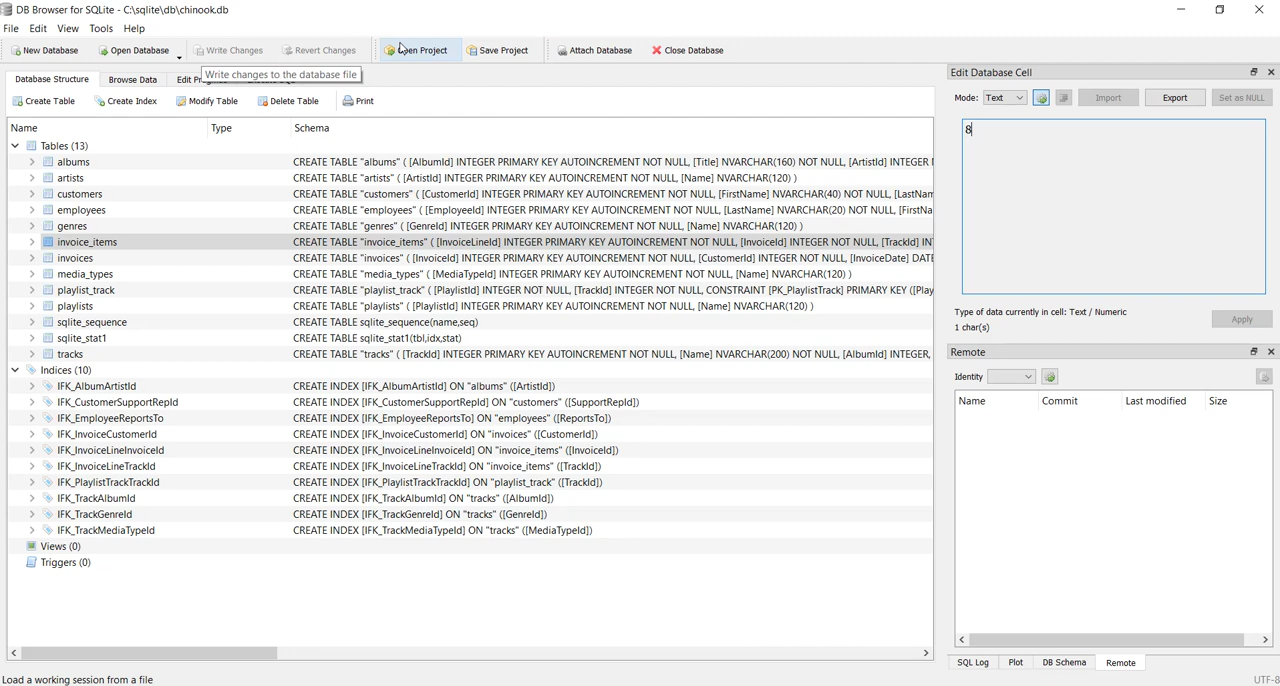 DB Browser for SQLite - C:\sqlite\db\chinook.db
File Edit View Tools Help
New Database Open Database Write Changes Revert Changes Open Project Save Project Attach Database Close Database
Write changes to the database file
Database Structure Browse Data
Create Table Create Index Modify Table Delete Table Print
Name Type Schema
Tables (13)
albums CREATE TABLE "albums" ( [AlbumId] INTEGER PRIMARY KEY AUTOINCREMENT NOT NULL, [Title] NVARCHAR(160) NOT NULL, [ArtistId] INTEGER
artists CREATE TABLE "artists" ( [ArtistId] INTEGER PRIMARY KEY AUTOINCREMENT NOT NULL, [Name] NVARCHAR(120) )
customers CREATE TABLE "customers" ( [CustomerId] INTEGER PRIMARY KEY AUTOINCREMENT NOT NULL, [FirstName] NVARCHAR(40) NOT NULL, [LastNam
employees CREATE TABLE "employees" ( [EmployeeId] INTEGER PRIMARY KEY AUTOINCREMENT NOT NULL, [LastName] NVARCHAR(20) NOT NULL, [FirstNa
genres CREATE TABLE "genres" ( [GenreId] INTEGER PRIMARY KEY AUTOINCREMENT NOT NULL, [Name] NVARCHAR(120) )
invoice_items CREATE TABLE "invoice_items" ( [InvoiceLineId] INTEGER PRIMARY KEY AUTOINCREMENT NOT NULL, [InvoiceId] INTEGER NOT NULL, [TrackId] IN
invoices CREATE TABLE "invoices" ( [InvoiceId] INTEGER PRIMARY KEY AUTOINCREMENT NOT NULL, [CustomerId] INTEGER NOT NULL, [InvoiceDate] DATE
media_types CREATE TABLE "media_types" ( [MediaTypeId] INTEGER PRIMARY KEY AUTOINCREMENT NOT NULL, [Name] NVARCHAR(120) )
playlist_track CREATE TABLE "playlist_track" ( [PlaylistId] INTEGER NOT NULL, [TrackId] INTEGER NOT NULL, CONSTRAINT [PK_PlaylistTrack] PRIMARY KEY ([Play
playlists CREATE TABLE "playlists" ( [PlaylistId] INTEGER PRIMARY KEY AUTOINCREMENT NOT NULL, [Name] NVARCHAR(120) )
sqlite_sequence CREATE TABLE sqlite_sequence(name,seq)
sqlite_stat1 CREATE TABLE sqlite_stat1(tbl,idx,stat)
tracks CREATE TABLE "tracks" ( [TrackId] INTEGER PRIMARY KEY AUTOINCREMENT NOT NULL, [Name] NVARCHAR(200) NOT NULL, [AlbumId] INTEGER,
Indices (10)
IFK_AlbumArtistId CREATE INDEX [IFK_AlbumArtistId] ON "albums" ([ArtistId])
IFK_CustomerSupportRepId CREATE INDEX [IFK_CustomerSupportRepId] ON "customers" ([SupportRepId])
IFK_EmployeeReportsTo CREATE INDEX [IFK_EmployeeReportsTo] ON "employees" ([ReportsTo])
IFK_InvoiceCustomerId CREATE INDEX [IFK_InvoiceCustomerId] ON "invoices" ([CustomerId])
IFK_InvoiceLineInvoiceId CREATE INDEX [IFK_InvoiceLineInvoiceId] ON "invoice_items" ([InvoiceId])
IFK_InvoiceLineTrackId CREATE INDEX [IFK_InvoiceLineTrackId] ON "invoice_items" ([TrackId])
IFK_PlaylistTrackTrackId CREATE INDEX [IFK_PlaylistTrackTrackId] ON "playlist_track" ([TrackId])
IFK_TrackAlbumId CREATE INDEX [IFK_TrackAlbumId] ON "tracks" ([AlbumId])
IFK_TrackGenreId CREATE INDEX [IFK_TrackGenreId] ON "tracks" ([GenreId])
IFK_TrackMediaTypeId CREATE INDEX [IFK_TrackMediaTypeId] ON "tracks" ([MediaTypeId])
Views (0)
Triggers (0)
Load a working session from a file
Edit Database Cell
Mode: Text Import Export Set as NULL
8
Type of data currently in cell: Text / Numeric
1 char(s)
Apply
Remote
Identity
Name Commit Last modified Size
SQL Log Plot DB Schema Remote
UTF-8